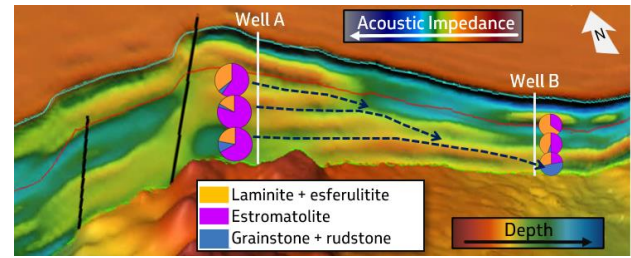 Well A
Acoustic Impedance
N
Well B
Laminite + esferulitite
Estromatolite
Grainstone + rudstone
Depth